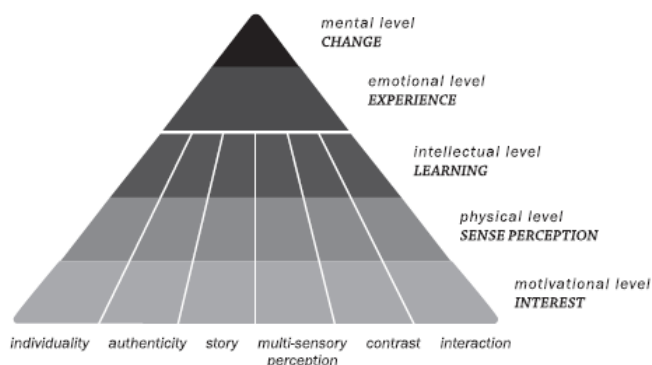 mental level
CHANGE
emotional level
EXPERIENCE
intellectual level
LEARNING
physical level
SENSE PERCEPTION
motivational level
INTEREST
individuality authenticity story multi-sensory contrast interaction
perception